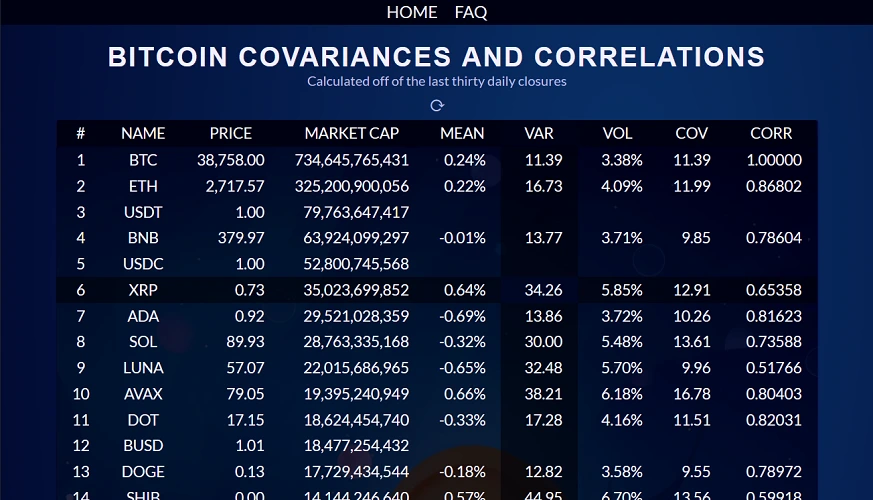 HOME FAQ
BITCOIN COVARIANCES AND CORRELATIONS
Calculated off of the last thirty daily closures
# NAME PRICE MARKET CAP MEAN VAR VOL COV CORR
1 BTC 38,758.00 734,645,765,431 0.24% 11.39 3.38% 11.39 1.00000
2 ETH 2,717.57 325,200,900,056 0.22% 16.73 4.09% 11.99 0.86802
3 USDT 1.00 79,763,647,417
4 BNB 379.97 63,924,099,297 -0.01% 13.77 3.71% 9.85 0.78604
5 USDC 1.00 52,800,745,568
6 XRP 0.73 35,023,699,852 0.64% 34.26 5.85% 12.91 0.65358
7 ADA 0.92 29,521,028,359 -0.69% 13.86 3.72% 10.26 0.81623
8 SOL 89.93 28,763,335,168 -0.32% 30.00 5.48% 13.61 0.73588
9 LUNA 57.07 22,015,686,965 -0.65% 32.48 5.70% 9.96 0.51766
10 AVAX 79.05 19,395,240,949 0.66% 38.21 6.18% 16.78 0.80403
11 DOT 17.15 18,624,454,740 -0.33% 17.28 4.16% 11.51 0.82031
12 BUSD 1.01 18,477,254,432
13 DOGE 0.13 17,729,434,544 -0.18% 12.82 3.58% 9.55 0.78972
14 SHIB 0.00 14,144,246,640 0.57% 44.95 6.70% 13.56 0.59918